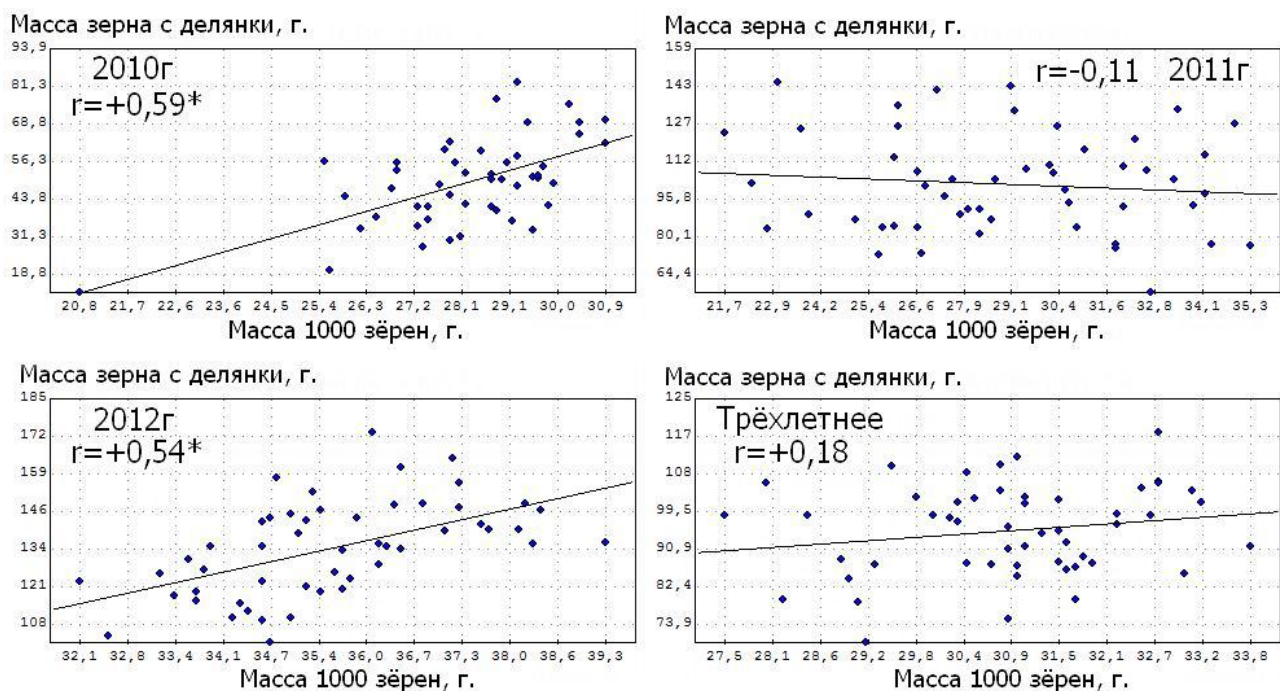 Масса зерна с делянки, г.
93,9
81,3
68,8
56,3
43,8
31,3
18,8
2010г
r=+0,59*
20,8 21,7 22,6 23,6 24,5 25,4 26,3 27,2 28,1 29,1 30,0 30,9
Масса 1000 зёрен, г.
Масса зерна с делянки, г.
159
143
127
112
95,8
80,1
64,4
r=-0,11 2011г
21,7 22,9 24,2 25,4 26,6 27,9 29,1 30,4 31,6 32,8 34,1 35,3
Масса 1000 зёрен, г.
Масса зерна с делянки, г.
185
172
159
146
134
121
108
2012г
r=+0,54*
32,1 32,8 33,4 34,1 34,7 35,4 36,0 36,7 37,3 38,0 38,6 39,3
Масса 1000 зёрен, г.
Масса зерна с делянки, г.
125
117
108
99,5
90,9
82,4
73,9
Трёхлетнее
r=+0,18
27,5 28,1 28,6 29,2 30,4 30,9 31,5 32,1 32,7 33,2 33,8
Масса 1000 зёрен, г.